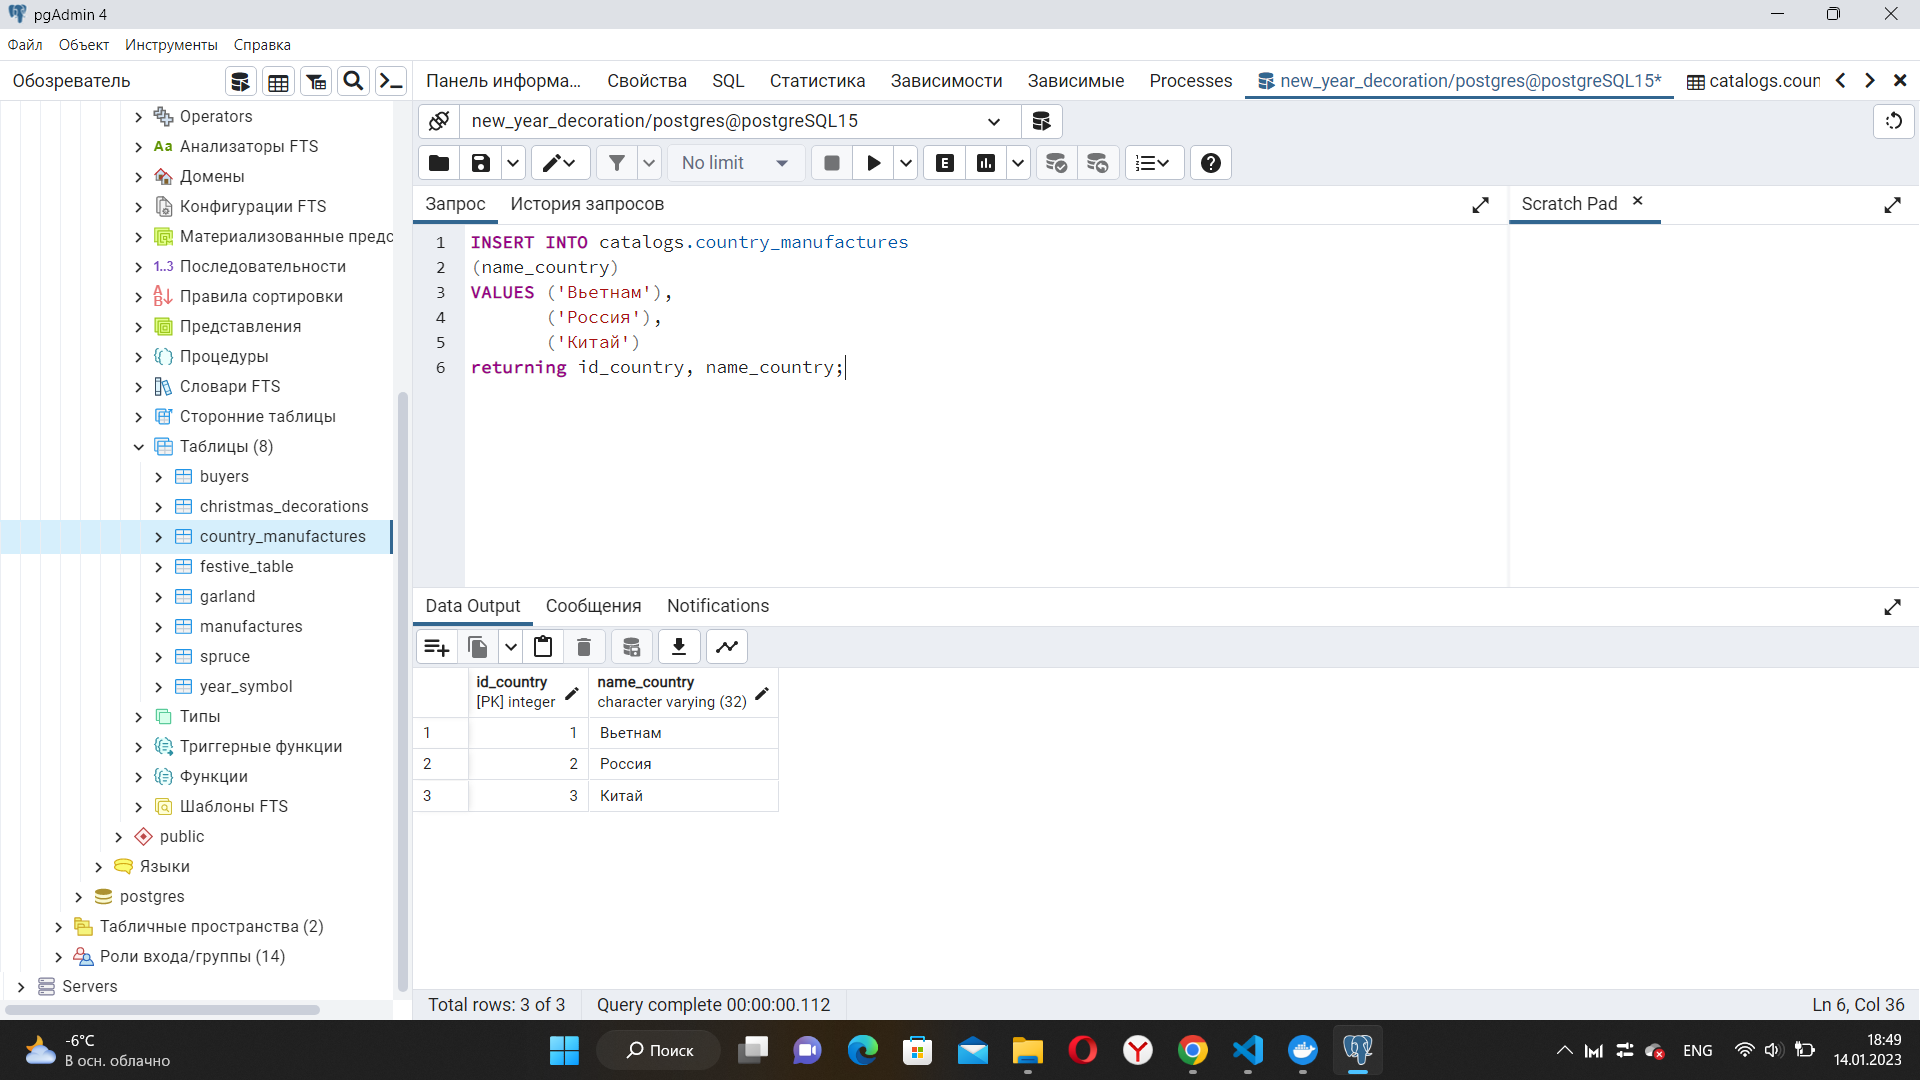 pgAdmin 4
Файл Объект Инструменты Справка
Обозреватель
Панель информа... Свойства SQL Статистика Зависимости Зависимые Processes new_year_decoration/postgres@postgreSQL15* catalogs.coun
Operators
Aa Анализаторы FTS
Домены
Конфигурации FTS
Материализованные предс
1..3 Последовательности
Правила сортировки
Представления
Процедуры
Словари FTS
Сторонние таблицы
Таблицы (8)
buyers
christmas_decorations
country_manufactures
festive_table
garland
manufactures
spruce
year_symbol
Типы
Триггерные функции
Функции
Шаблоны FTS
public
Языки
postgres
Табличные пространства (2)
Роли входа/группы (14)
Servers
new_year_decoration/postgres@postgreSQL15
No limit
E
Запрос История запросов
Scratch Pad
1 INSERT INTO catalogs.country_manufactures
2 (name_country)
3 VALUES ('Вьетнам'),
4 ('Россия'),
5 ('Китай')
6 returning id_country, name_country;
Data Output Сообщения Notifications
id_country name_country
[PK] integer character varying (32)
1 1 Вьетнам
2 2 Россия
3 3 Китай
Total rows: 3 of 3 Query complete 00:00:00.112 Ln 6, Col 36
-6°C
В осн. облачно
Поиск
ENG
18:49
14.01.2023